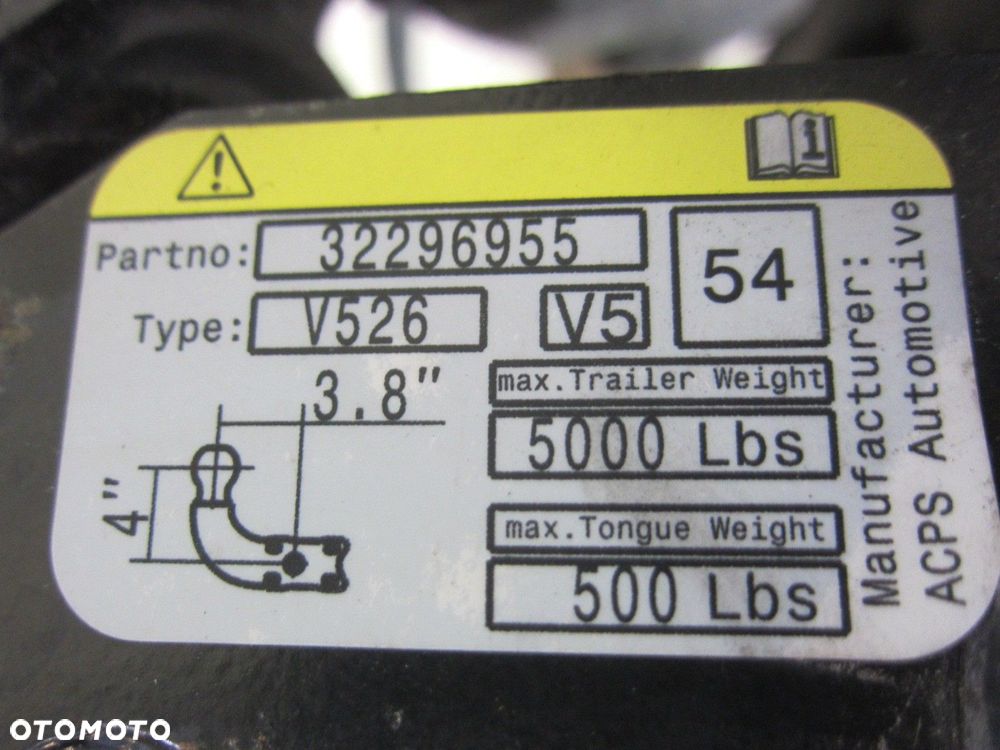 i
Partno: 32296955
54
Type: V526 V5
3.8"
4"
max.Trailer Weight
5000 Lbs
max.Tongue Weight
500 Lbs
Manufacturer:
ACPS Automotive
OTOMOTO